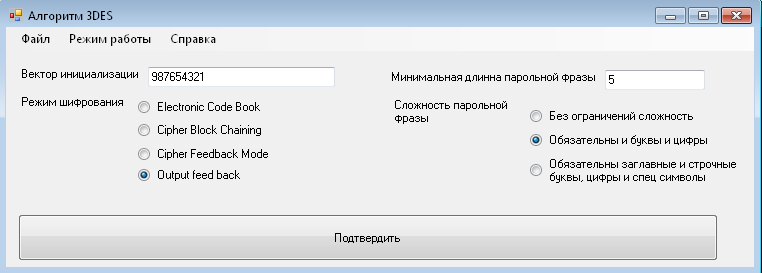 Алгоритм 3DES
Файл Режим работы Справка
Вектор инициализации 987654321
Режим шифрования
Electronic Code Book
Cipher Block Chaining
Cipher Feedback Mode
Output feed back
Минимальная длинна парольной фразы 5
Сложность парольной
фразы
Без ограничений сложность
Обязательны и буквы и цифры
Обязательны заглавные и строчные
буквы, цифры и спец символы
Подтвердить